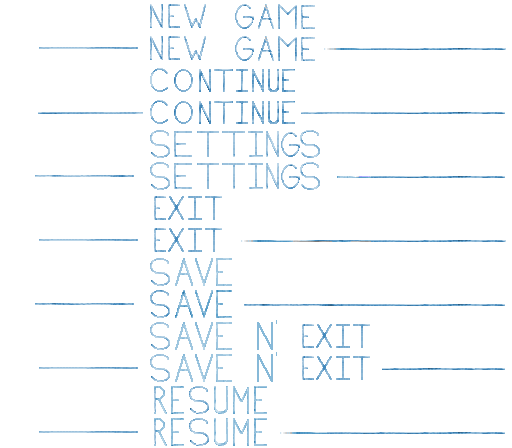 NEW GAME
NEW GAME
CONTINUE
CONTINUE
SETTINGS
SETTINGS
EXIT
EXIT
SAVE
SAVE
SAVE N' EXIT
SAVE N' EXIT
RESUME
RESUME